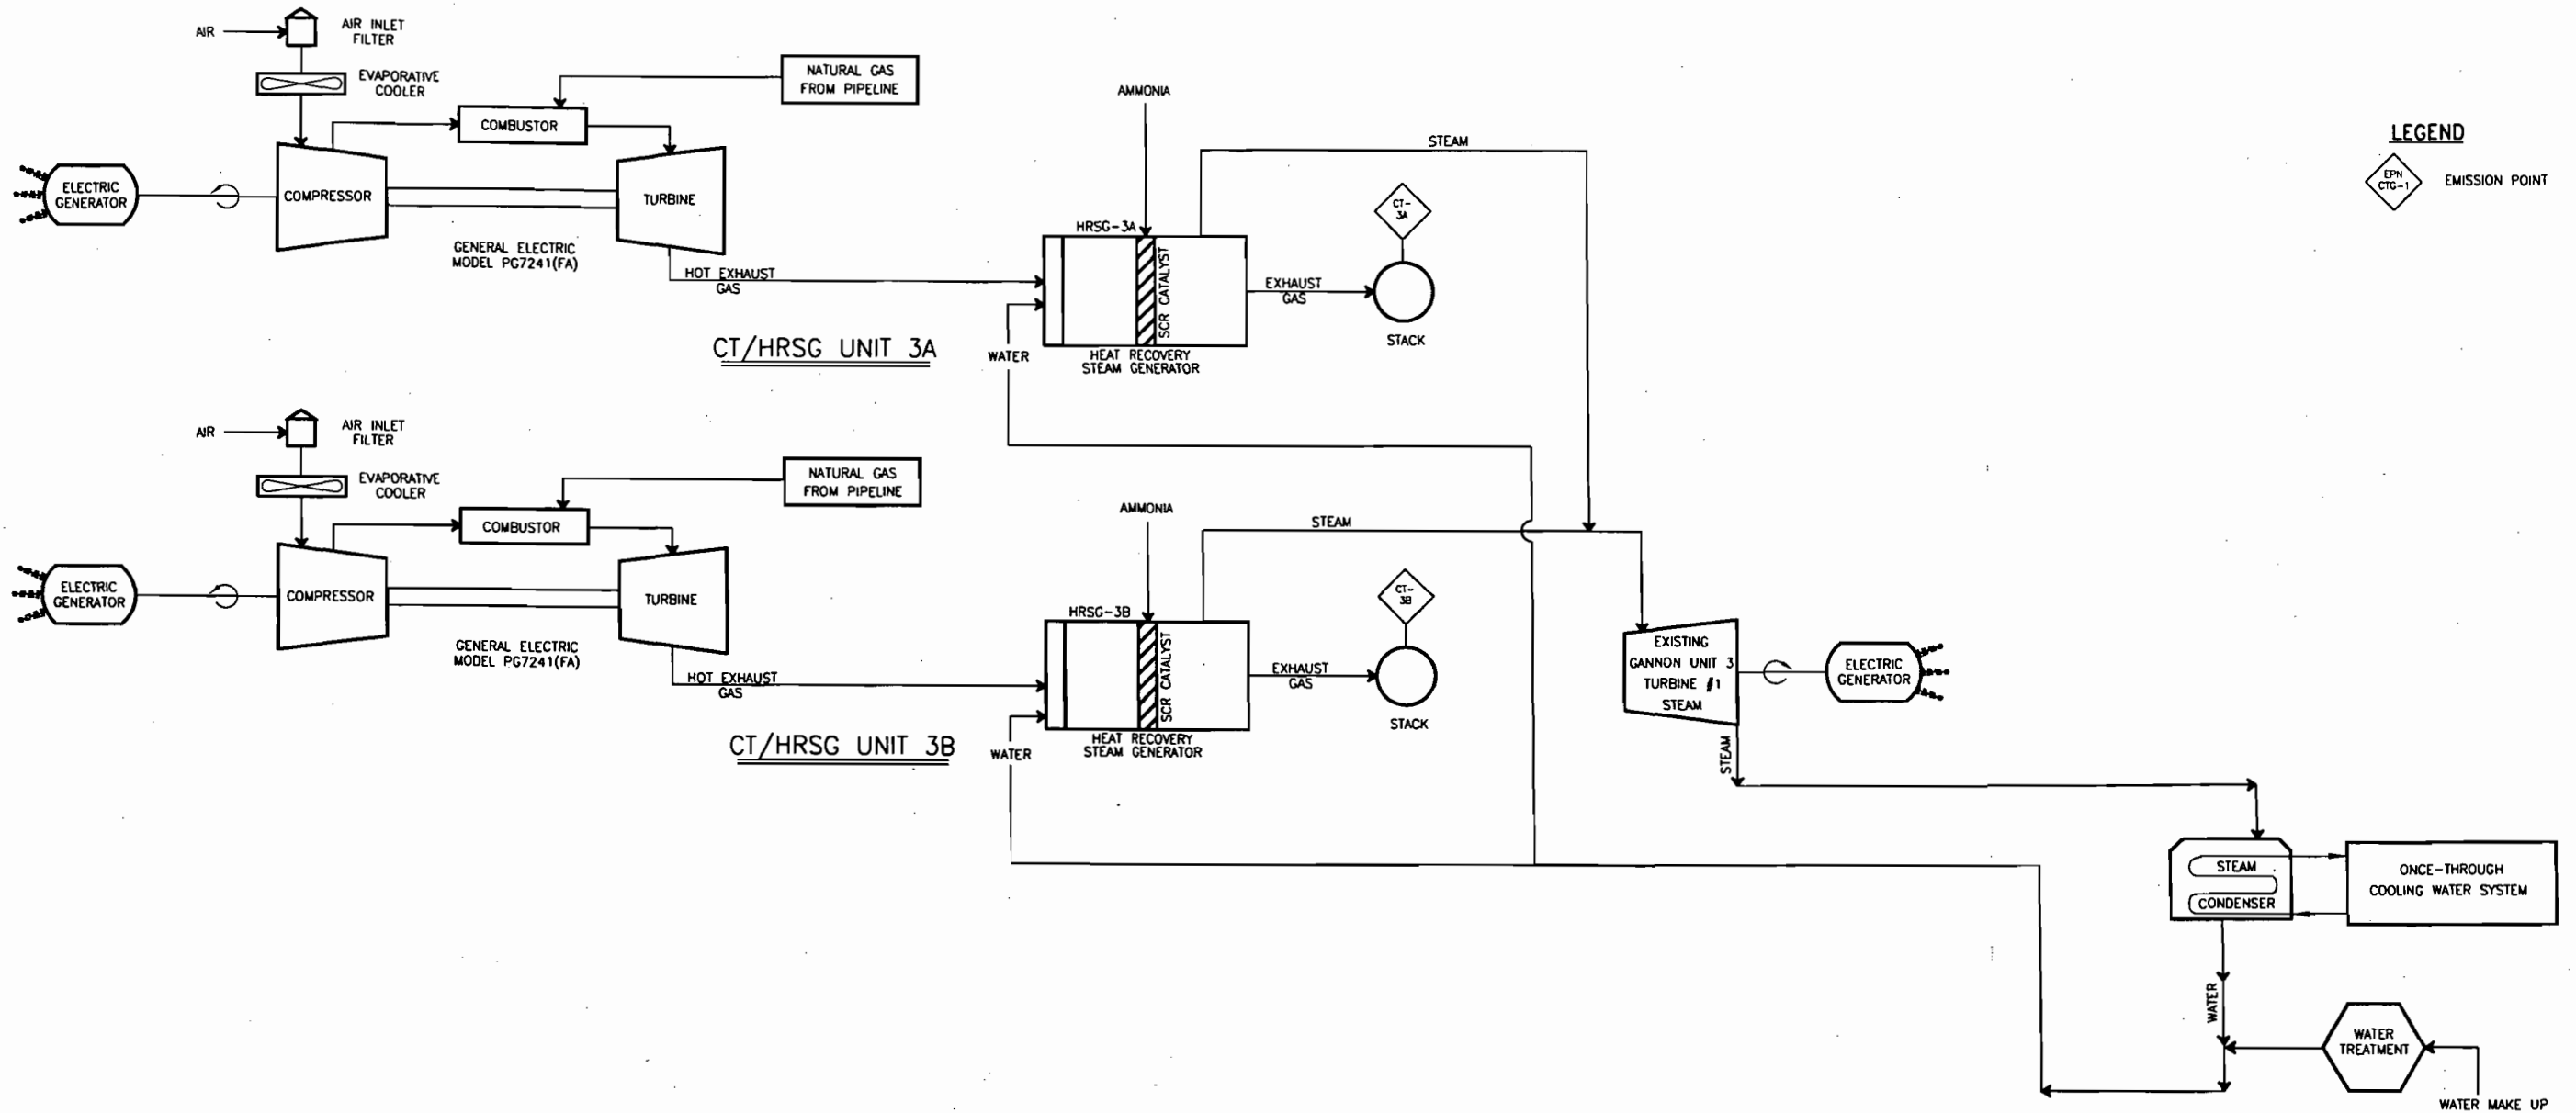 AIR
AIR INLET
FILTER
EVAPORATIVE
COOLER
NATURAL GAS
FROM PIPELINE
COMBUSTOR
ELECTRIC
GENERATOR
COMPRESSOR
TURBINE
GENERAL ELECTRIC
MODEL PG7241(FA)
HOT EXHAUST
GAS
CT/HRSG UNIT 3A
AMMONIA
STEAM
HRSG-3A
SCR CATALYST
HEAT RECOVERY
STEAM GENERATOR
WATER
EXHAUST
GAS
CT-
3A
STACK
LEGEND
EPN
CTG-1
EMISSION POINT
AIR
AIR INLET
FILTER
EVAPORATIVE
COOLER
NATURAL GAS
FROM PIPELINE
COMBUSTOR
ELECTRIC
GENERATOR
COMPRESSOR
TURBINE
GENERAL ELECTRIC
MODEL PG7241(FA)
HOT EXHAUST
GAS
CT/HRSG UNIT 3B
AMMONIA
STEAM
HRSG-3B
SCR CATALYST
HEAT RECOVERY
STEAM GENERATOR
WATER
EXHAUST
GAS
CT-
3B
STACK
EXISTING
GANNON UNIT 3
TURBINE #1
STEAM
ELECTRIC
GENERATOR
STEAM
STEAM
CONDENSER
ONCE-THROUGH
COOLING WATER SYSTEM
WATER
WATER
TREATMENT
WATER MAKE UP